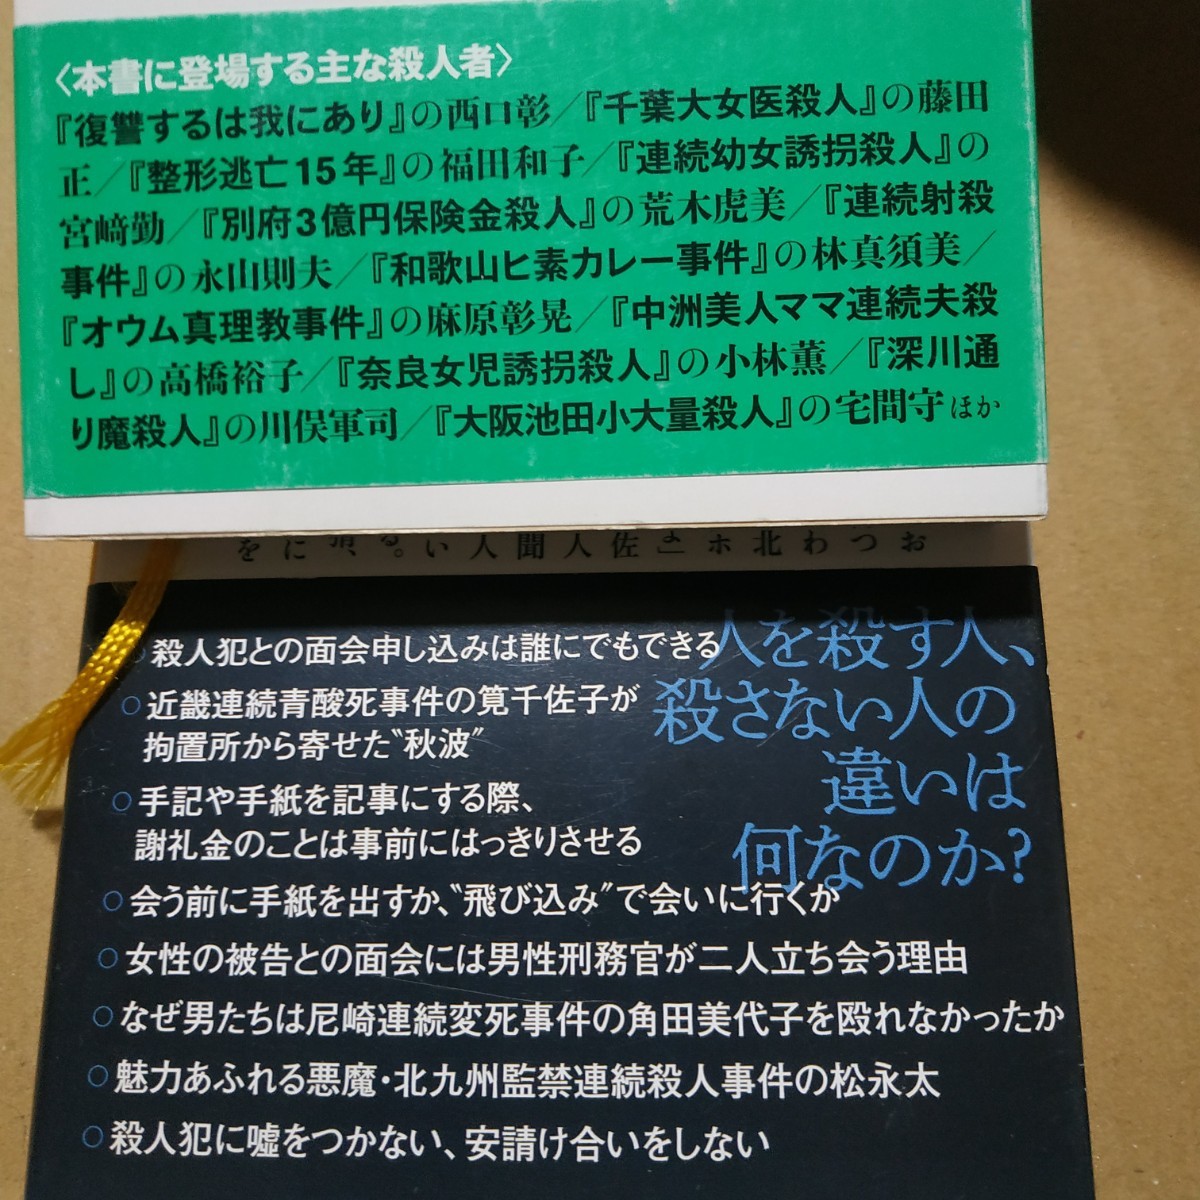 〈本書に登場する主な殺人者〉
『復讐するは我にあり』の西口彰／『千葉大女医殺人』の藤田
正／『整形逃亡15年』の福田和子／『連続幼女誘拐殺人』の
宮﨑勤／『別府3億円保険金殺人』の荒木虎美／『連続射殺
事件』の永山則夫／『和歌山ヒ素カレー事件』の林真須美／
『オウム真理教事件』の麻原彰晃／『中洲美人ママ連続夫殺
し』の高橋裕子／『奈良女児誘拐殺人』の小林薫／『深川通
り魔殺人』の川俣軍司／『大阪池田小大量殺人』の宅間守ほか
人を殺す人、
殺さない人の
違いは
何なのか?
○殺人犯との面会申し込みは誰にでもできる
○近畿連続青酸死事件の筧千佐子が
拘置所から寄せた〝秋波〟
○手記や手紙を記事にする際、
謝礼金のことは事前にはっきりさせる
○会う前に手紙を出すか、〝飛び込み〟で会いに行くか
○女性の被告との面会には男性刑務官が二人立ち会う理由
○なぜ男たちは尼崎連続変死事件の角田美代子を殴れなかったか
○魅力あふれる悪魔・北九州監禁連続殺人事件の松永太
○殺人犯に嘘をつかない、安請け合いをしない